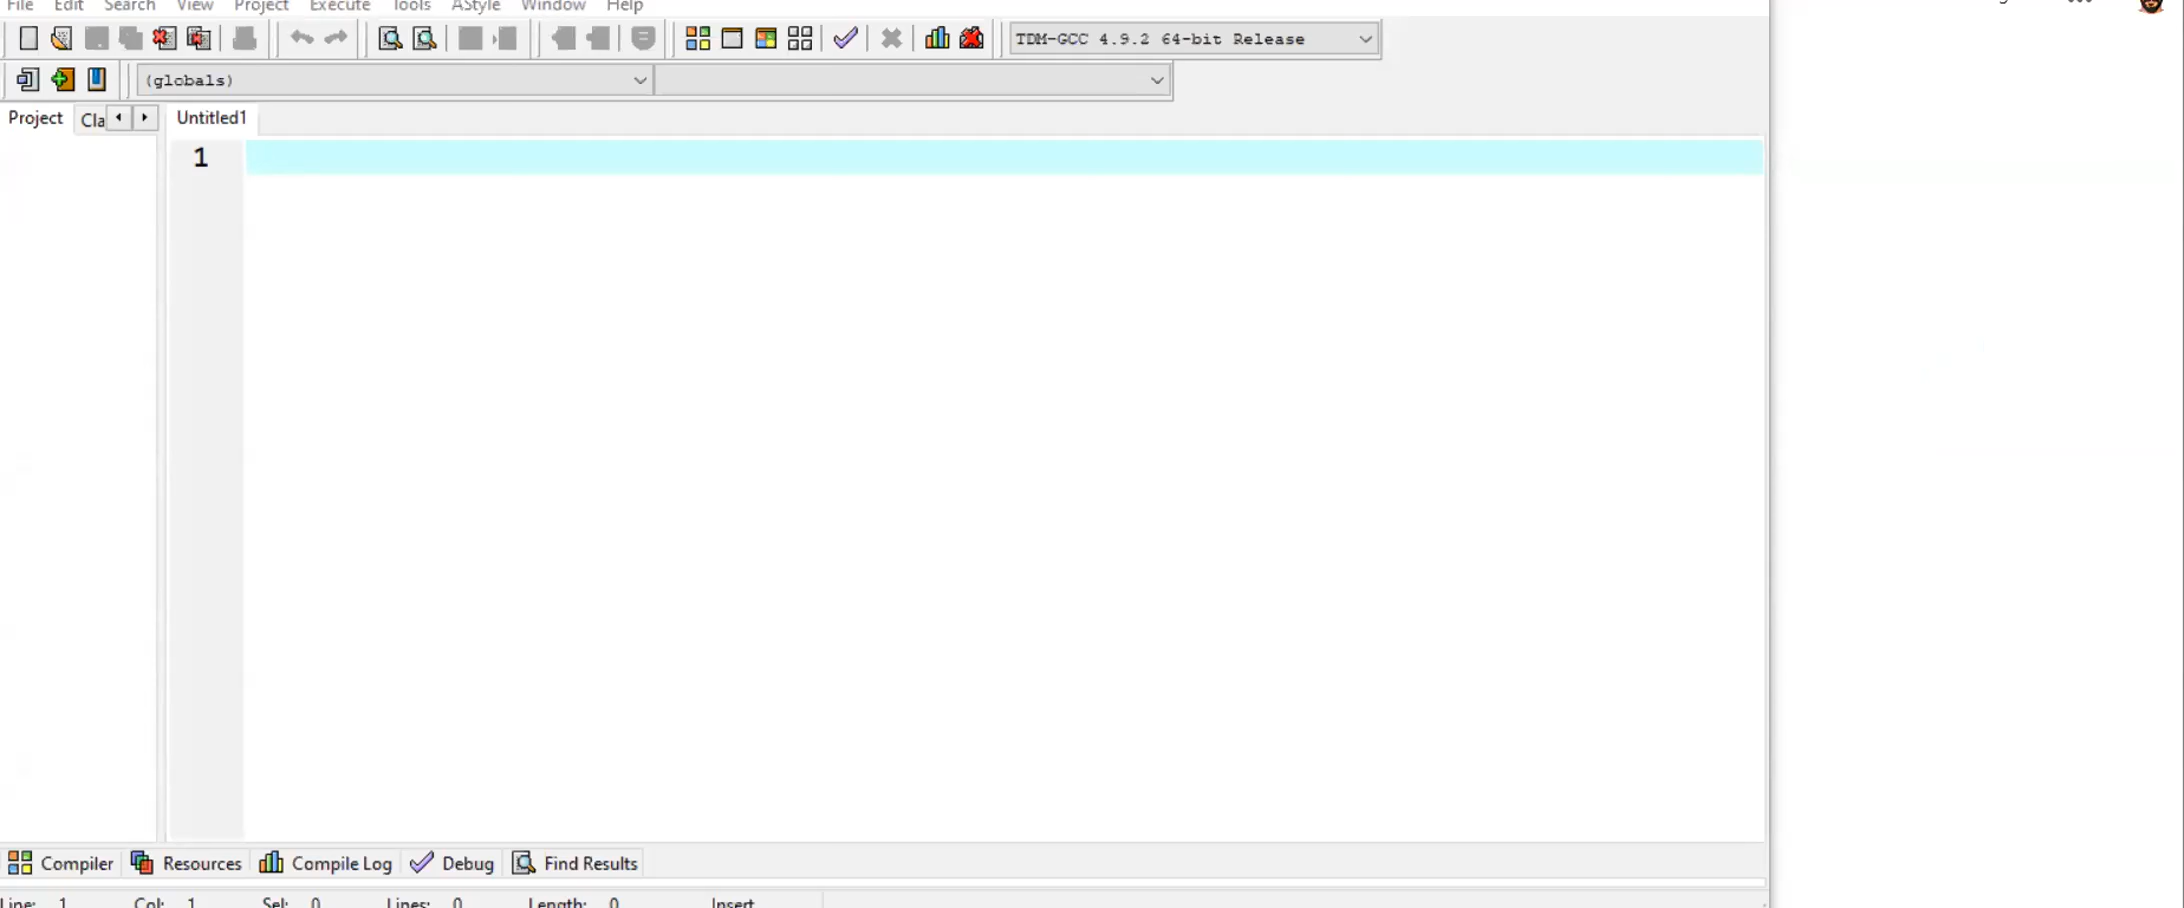 File Edit Search View Project Execute Tools AStyle Window Help
TDM-GCC 4.9.2 64-bit Release
(globals)
Project Cla Untitled1
1
Compiler Resources Compile Log Debug Find Results
Line: 1 Col: 1 Sel: 0 Lines: 0 Length: 0 Insert